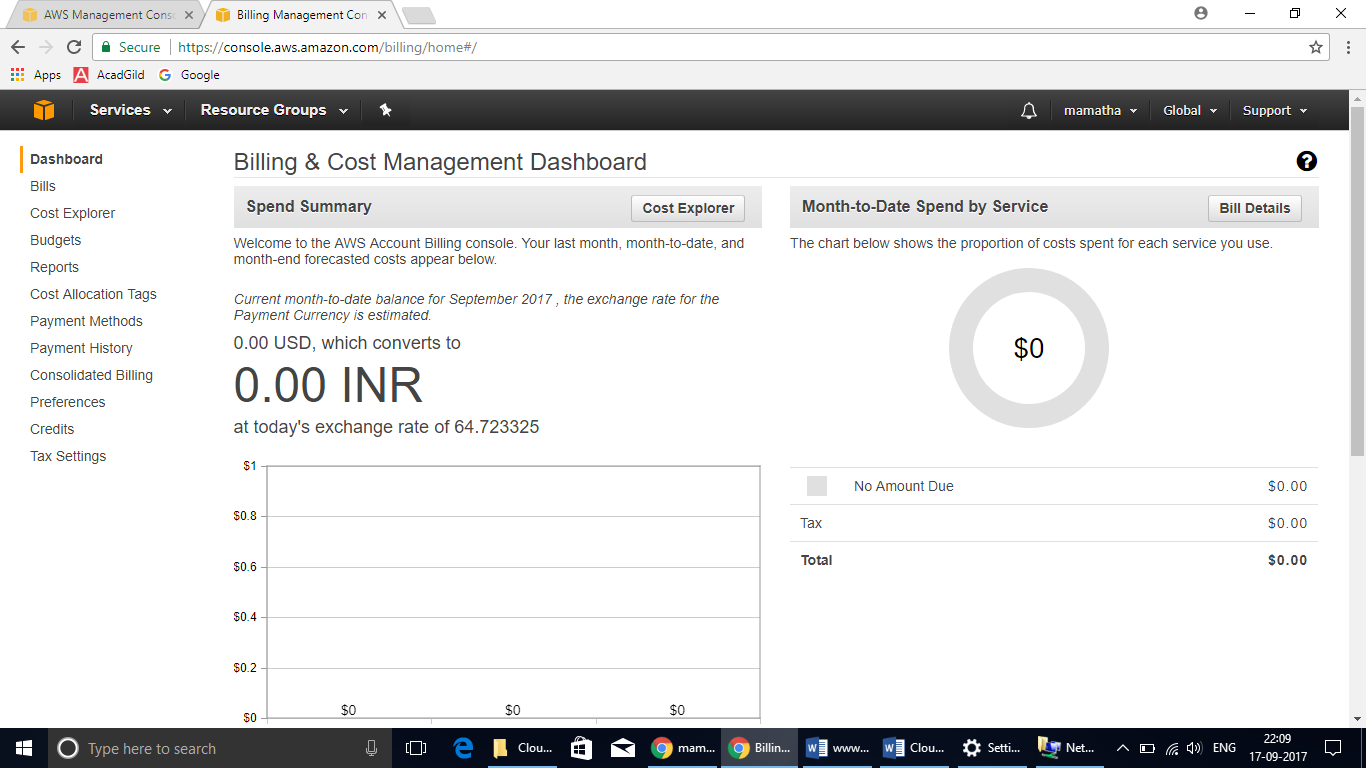 AWS Management Conso
Billing Management Con
Secure
https://console.aws.amazon.com/billing/home#/
Apps
AcadGild
Google
Services
Resource Groups
mamatha
Global
Support
Dashboard
Bills
Cost Explorer
Budgets
Reports
Cost Allocation Tags
Payment Methods
Payment History
Consolidated Billing
Preferences
Credits
Tax Settings
Billing & Cost Management Dashboard
?
Spend Summary
Cost Explorer
Welcome to the AWS Account Billing console. Your last month, month-to-date, and
month-end forecasted costs appear below.
Current month-to-date balance for September 2017 , the exchange rate for the
Payment Currency is estimated.
0.00 USD, which converts to
0.00 INR
at today's exchange rate of 64.723325
$1
$0.8
$0.6
$0.4
$0.2
$0
$0 $0 $0
Month-to-Date Spend by Service
Bill Details
The chart below shows the proportion of costs spent for each service you use.
$0
No Amount Due $0.00
Tax $0.00
Total $0.00
Type here to search
Clou...
mam...
Billin...
www...
Clou...
Setti...
Net...
ENG
22:09
17-09-2017